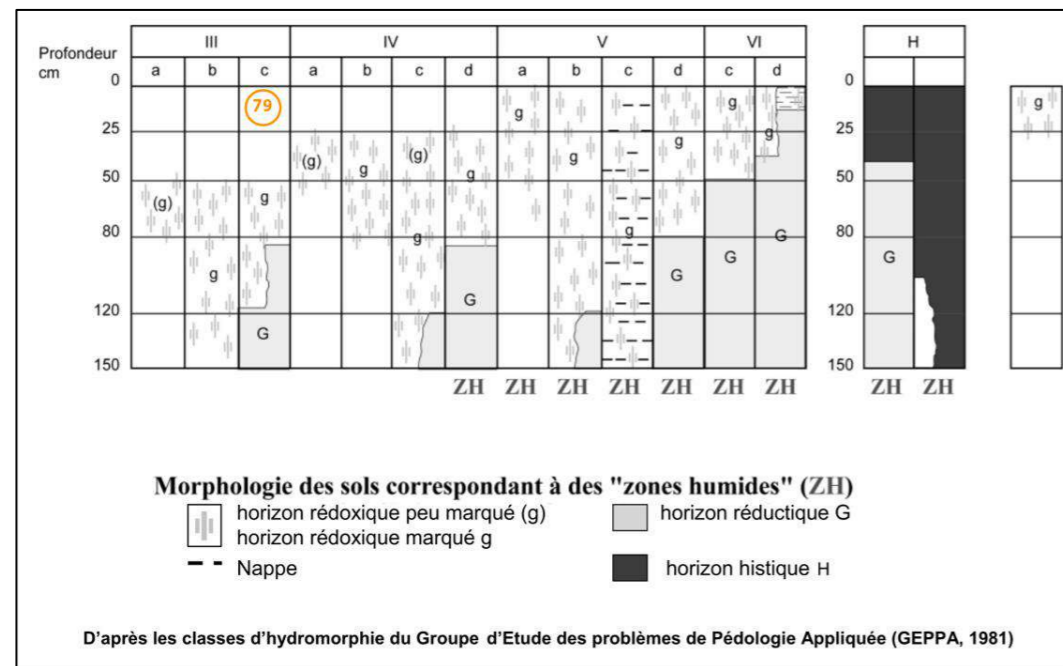 Profondeur
cm
III IV V VI H
a b c a b c d a b c d c d
0 0
79
g g g g
25 25
(g) g (g) g g g g
50 50
(g) g g
80 80
g g g G G G G G
120 120
G
150 150
ZH ZH ZH ZH ZH ZH ZH ZH ZH
Morphologie des sols correspondant à des "zones humides" (ZH)
horizon rédoxique peu marqué (g)
horizon rédoxique marqué g
horizon réductique G
Nappe
horizon histique H
D'après les classes d'hydromorphie du Groupe d'Etude des problèmes de Pédologie Appliquée (GEPPA, 1981)